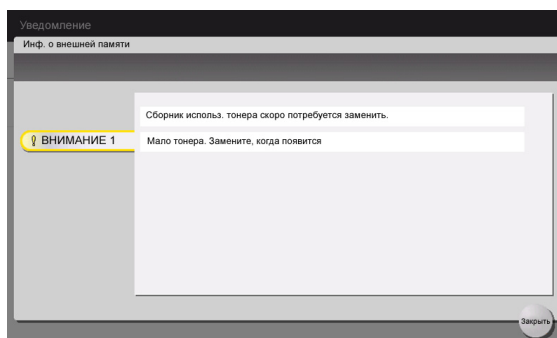 Уведомление
Инф. о внешней памяти
Сборник использ. тонера скоро потребуется заменить.
ВНИМАНИЕ 1
Мало тонера. Замените, когда появится
Закрыть